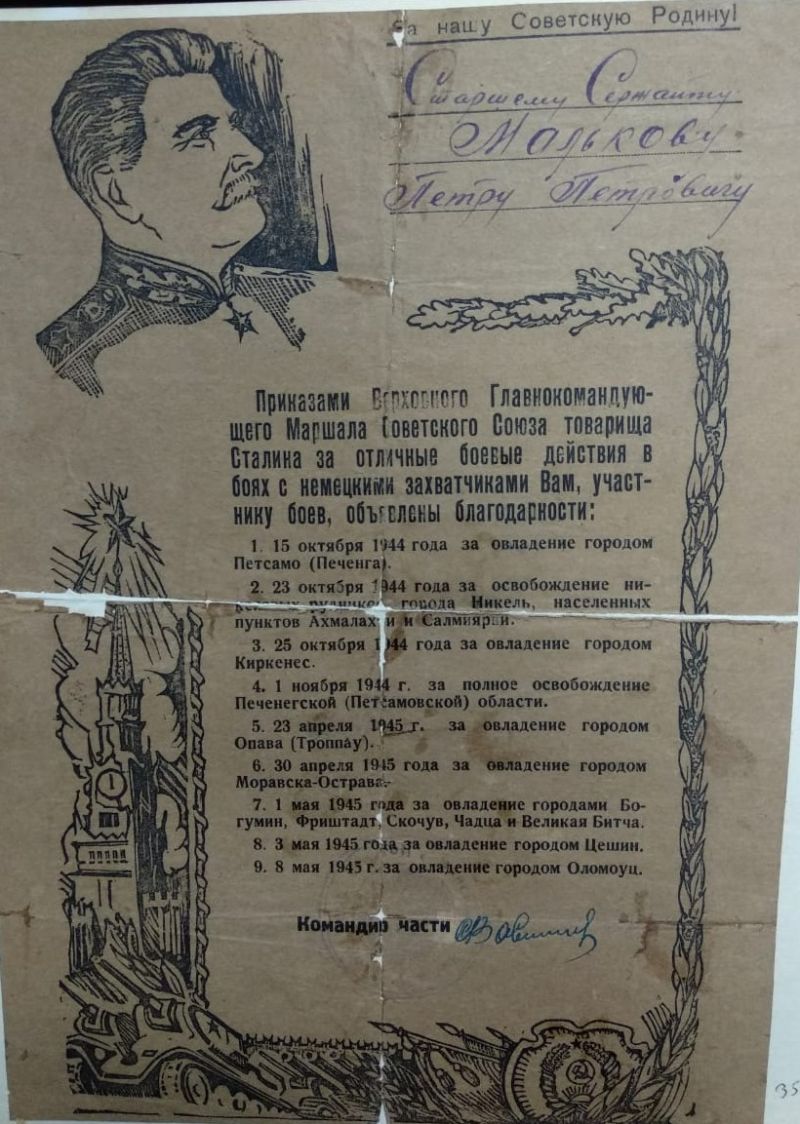 За нашу Советскую Родину!
Старшему Сержанту
Малькову
Петру Петровичу
Приказами Верховного Главнокомандую-
щего Маршала Советского Союза товарища
Сталина за отличные боевые действия в
боях с немецкими захватчиками Вам, участ-
нику боев, объявлены благодарности:
1. 15 октября 1944 года за овладение городом
Петсамо (Печенга).
2. 23 октября 1944 года за освобождение ни-
келевых рудников города Никель, населенных
пунктов Ахмалахти и Салмиярви.
3. 25 октября 1944 года за овладение городом
Киркенес.
4. 1 ноября 1944 г. за полное освобождение
Печенегской (Петсамовской) области.
5. 23 апреля 1945 г. за овладение городом
Опава (Троппау).
6. 30 апреля 1945 года за овладение городом
Моравска-Острава.
7. 1 мая 1945 года за овладение городами Бо-
гумин, Фриштадт, Скочув, Чадца и Великая Битча.
8. 3 мая 1945 года за овладение городом Цешин.
9. 8 мая 1945 г. за овладение городом Оломоуц.
Командир части
35